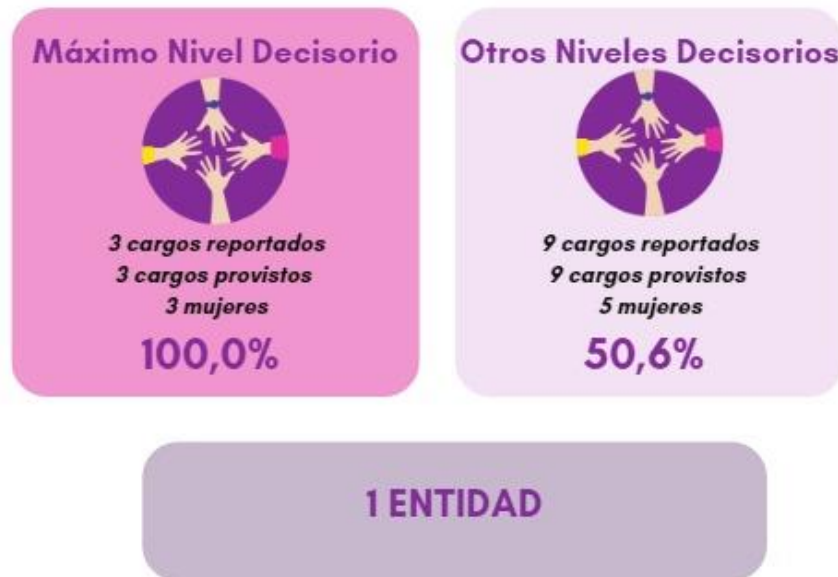 Máximo Nivel Decisorio
3 cargos reportados
3 cargos provistos
3 mujeres
100,0%
Otros Niveles Decisorios
9 cargos reportados
9 cargos provistos
5 mujeres
50,6%
1 ENTIDAD